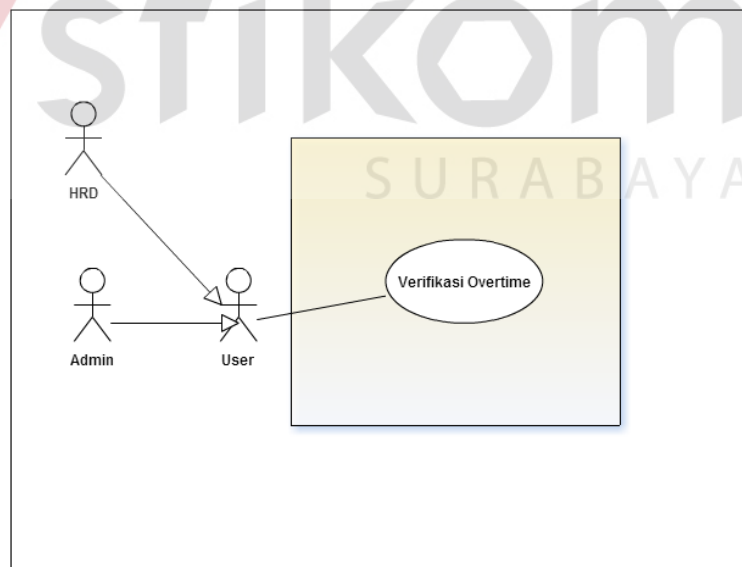 STIKOM
SURABAYA
HRD
Verifikasi Overtime
Admin
User